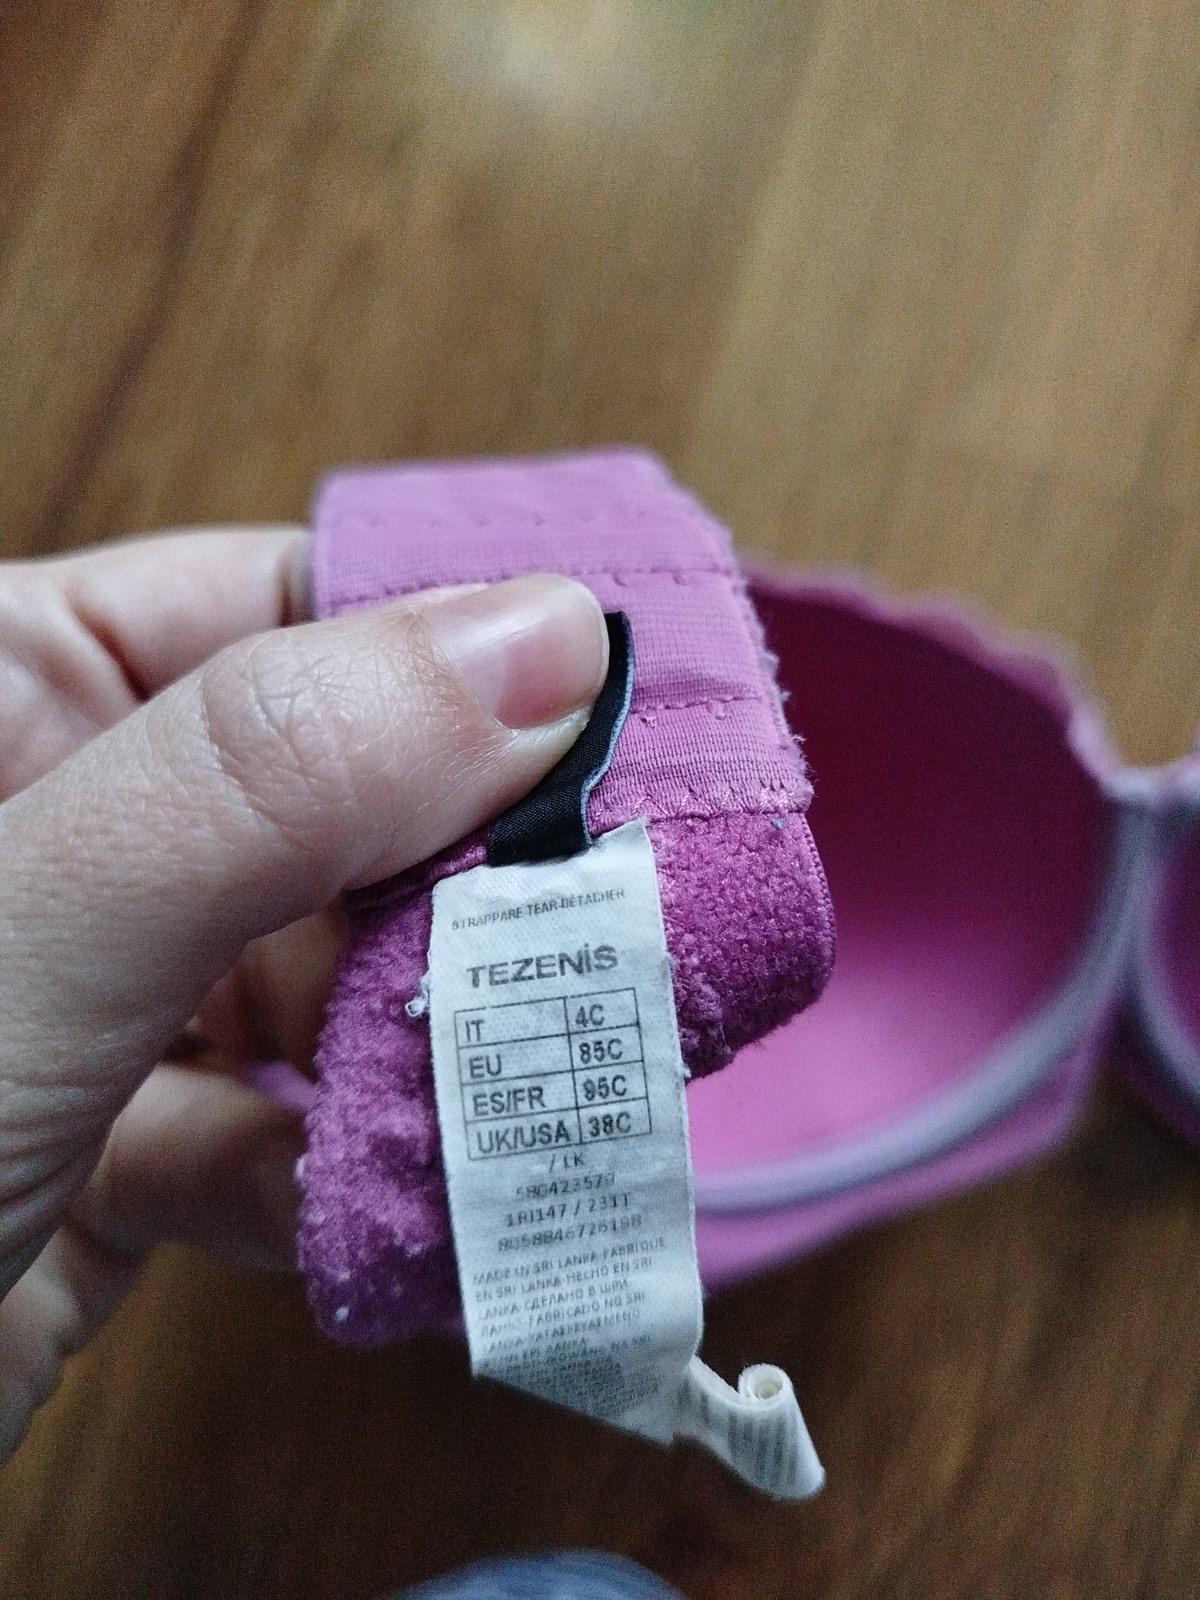 STRAPPARE-TEAR-DÉTACHER
TEZENİS
IT 4C
EU 85C
ES/FR 95C
UK/USA 38C
/ LK
580423579
1RI147 / 231T
8058846726198
MADE IN SRI LANKA-FABRIQUE
EN SRI LANKA-HECHO EN SRI
LANKA-СДЕЛАНО В ШРИ
ЛАНКА-FABRICADO NO SRI